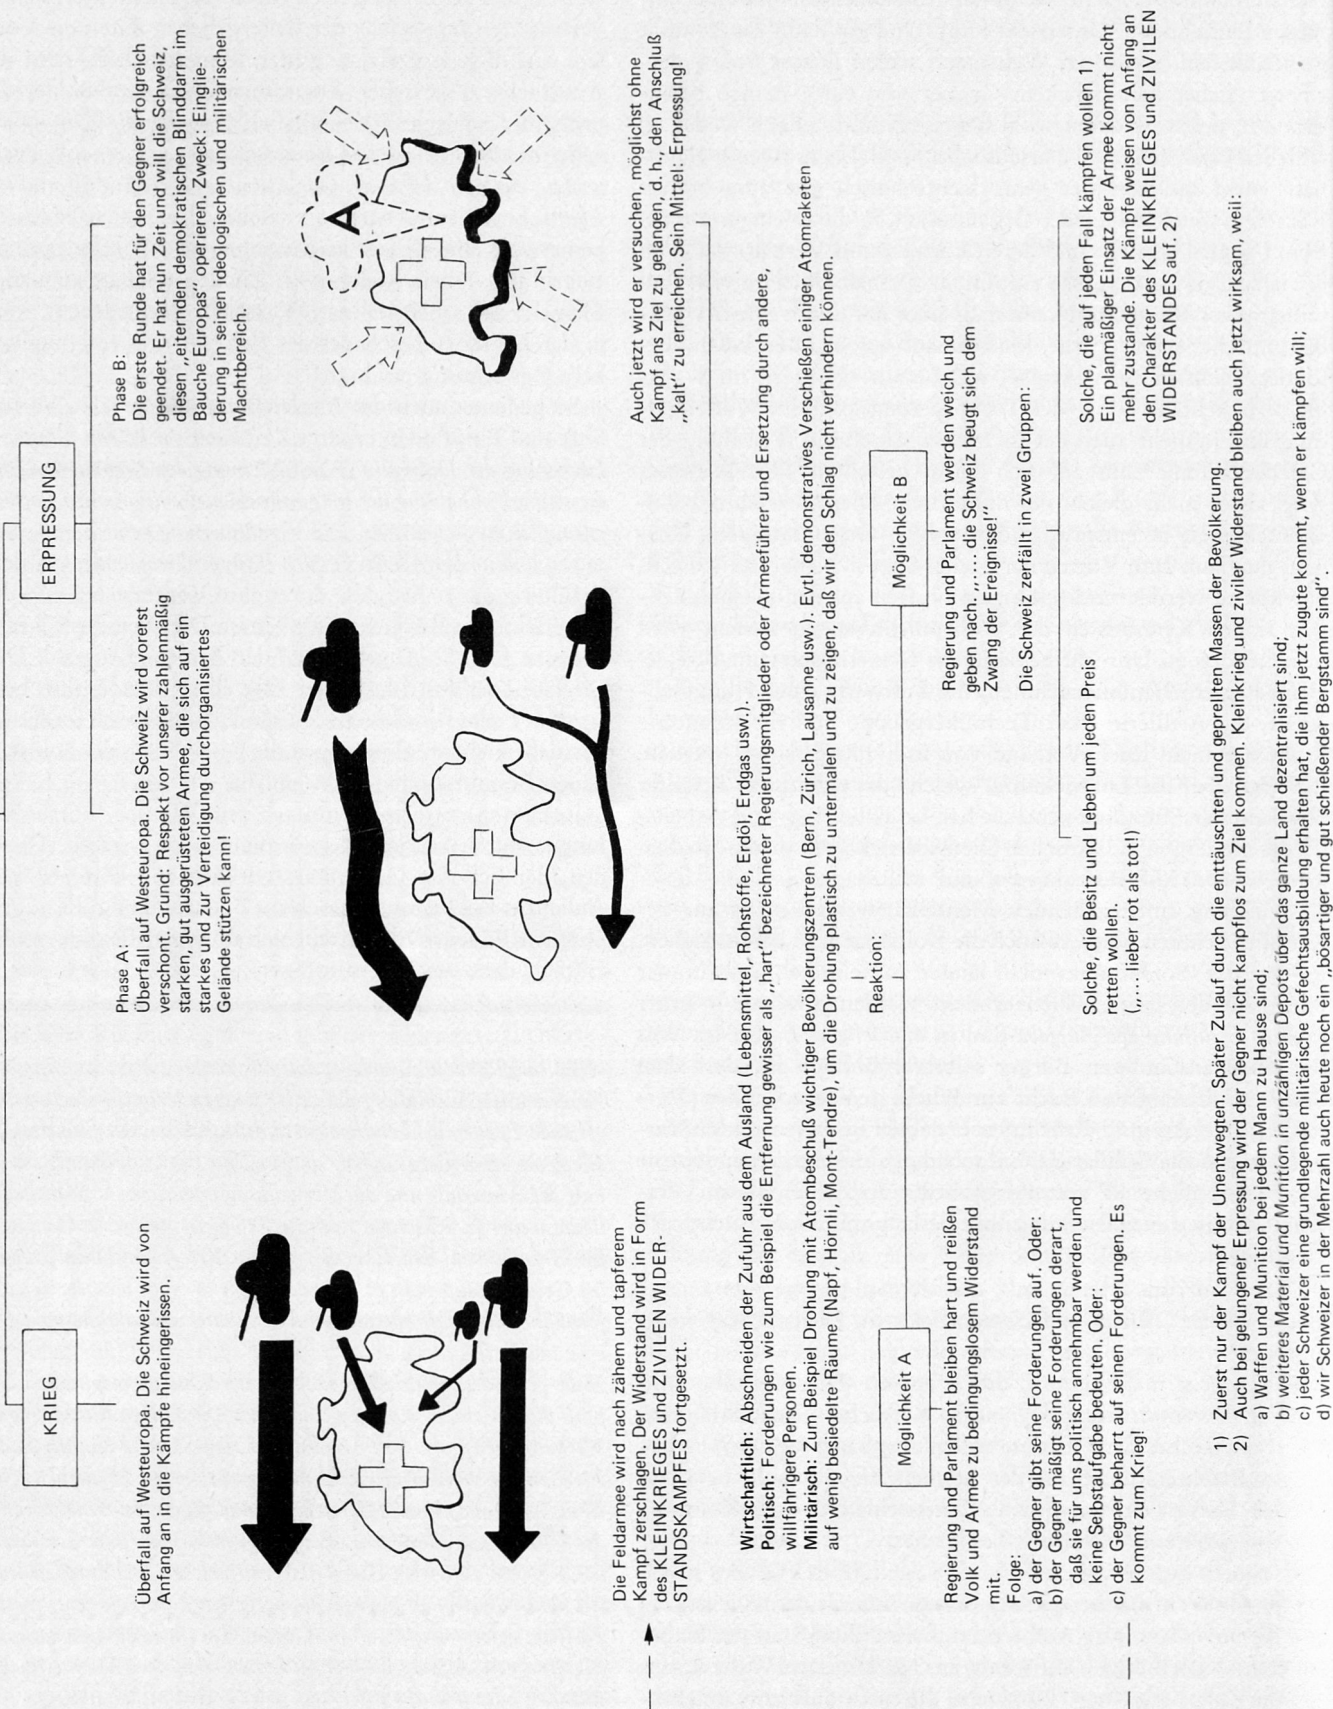 KRIEG
Überfall auf Westeuropa. Die Schweiz wird von
Anfang an in die Kämpfe hineingerissen.
Die Feldarmee wird nach zähem und tapferem
Kampf zerschlagen. Der Widerstand wird in Form
des KLEINKRIEGES und ZIVILEN WIDER-
STANDSKAMPFES fortgesetzt.
ERPRESSUNG
Phase A:
Überfall auf Westeuropa. Die Schweiz wird vorerst
verschont. Grund: Respekt vor unserer zahlenmäßig
starken, gut ausgerüsteten Armee, die sich auf ein
starkes und zur Verteidigung durchorganisiertes
Gelände stützen kann!
Phase B:
Die erste Runde hat für den Gegner erfolgreich
geendet. Er hat nun Zeit und will die Schweiz,
diesen „eiternden demokratischen Blinddarm im
Bauche Europas“ operieren. Zweck: Einglie-
derung in seinen ideologischen und militärischen
Machtbereich.
A
Auch jetzt wird er versuchen, möglichst ohne
Kampf ans Ziel gelangen, d. h. den Anschluß
„kalt“ zu erreichen. Sein Mittel: Erpressung!
Wirtschaftlich: Abschneiden der Zufuhr aus dem Ausland (Lebensmittel, Rohstoffe, Erdöl, Erdgas usw.).
Politisch: Forderungen wie zum Beispiel die Entfernung gewisser als „hart“ bezeichneter Regierungsmitglieder oder Armeeführer und Ersetzung durch andere,
willfährigere Personen.
Militärisch: Zum Beispiel Drohung mit Atombeschuß wichtiger Bevölkerungszentren (Bern, Zürich, Lausanne usw.). Evtl. demonstratives Verschießen einiger Atomraketen
auf wenig besiedelte Räume (Napf, Hörnli, Mont-Tendre), um die Drohung plastisch zu untermalen und zu zeigen, daß wir den Schlag nicht verhindern können.
Reaktion:
Möglichkeit A
Regierung und Parlament bleiben hart und reißen
Volk und Armee zu bedingungslosem Widerstand
mit.
Folge:
a) der Gegner gibt seine Forderungen auf. Oder:
b) der Gegner mäßigt seine Forderungen derart,
daß sie für uns politisch annehmbar werden und
keine Selbstaufgabe bedeuten. Oder:
c) der Gegner beharrt auf seinen Forderungen. Es
kommt zum Krieg!
Möglichkeit B
Regierung und Parlament werden weich und
geben nach. „.... die Schweiz beugt sich dem
Zwang der Ereignisse!“
Die Schweiz zerfällt in zwei Gruppen:
Solche, die Besitz und Leben um jeden Preis
retten wollen.
(„.... lieber rot als tot!)
Solche, die auf jeden Fall kämpfen wollen 1)
Ein planmäßiger Einsatz der Armee kommt nicht
mehr zustande. Die Kämpfe weisen von Anfang an
den Charakter des KLEINKRIEGES und ZIVILEN
WIDERSTANDES auf. 2)
1) Zuerst nur der Kampf der Unentwegten. Später Zulauf durch die enttäuschten und geprellten Massen der Bevölkerung.
2) Auch bei gelungener Erpressung wird der Gegner nicht kampflos zum Ziel kommen. Kleinkrieg und ziviler Widerstand bleiben auch jetzt wirksam, weil:
a) Waffen und Munition bei jedem Mann zu Hause sind;
b) weiteres Material und Munition in unzähligen Depots über das ganze Land dezentralisiert sind;
c) jeder Schweizer eine grundlegende militärische Gefechtsausbildung erhalten hat, die ihm jetzt zugute kommt, wenn er kämpfen will;
d) wir Schweizer in der Mehrzahl auch heute noch ein „bösartiger und gut schießender Bergstamm sind“.